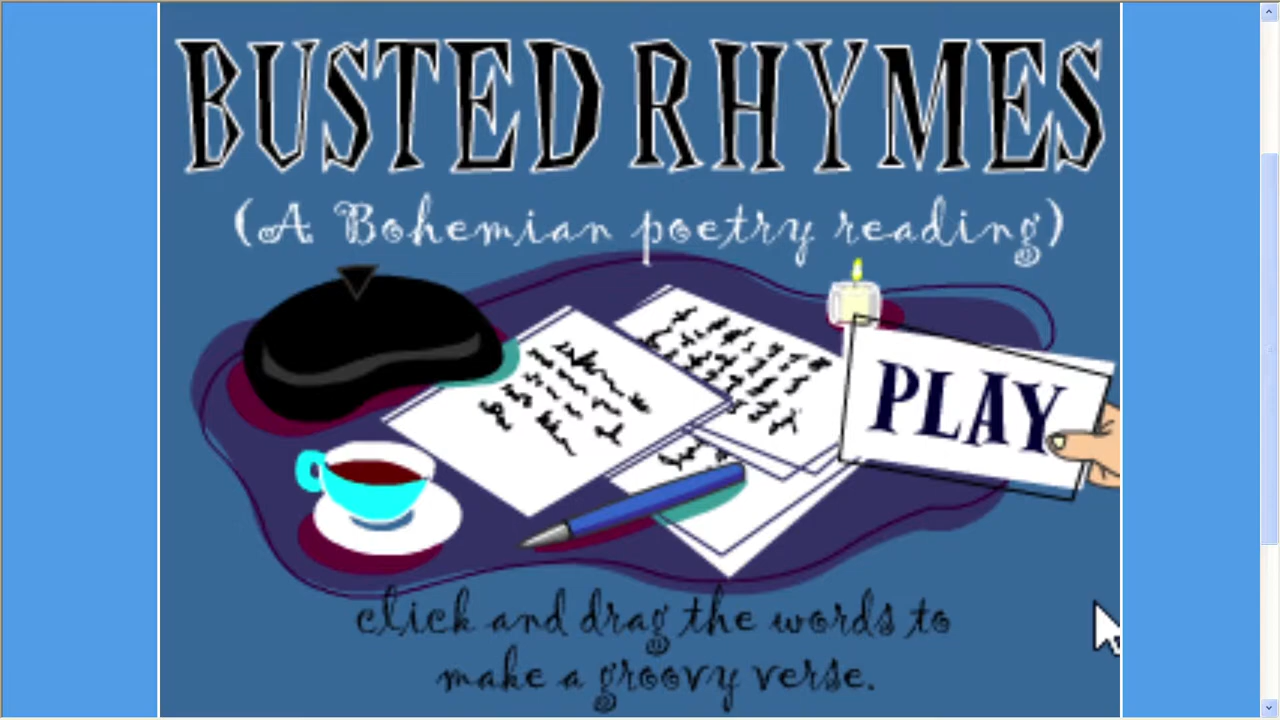 BUSTED RHYMES
(A Bohemian poetry reading)
PLAY
click and drag the words to
make a groovy verse.